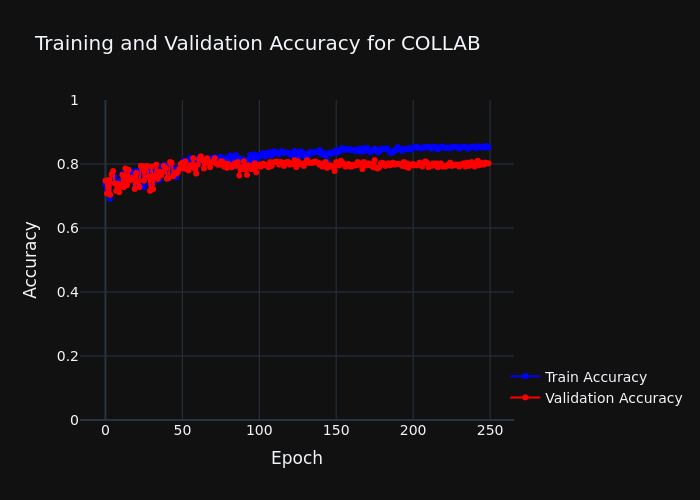 Training and Validation Accuracy for COLLAB
1
0.8
0.6
0.4
0.2
0
Accuracy
0 50 100 150 200 250
Epoch
Train Accuracy
Validation Accuracy